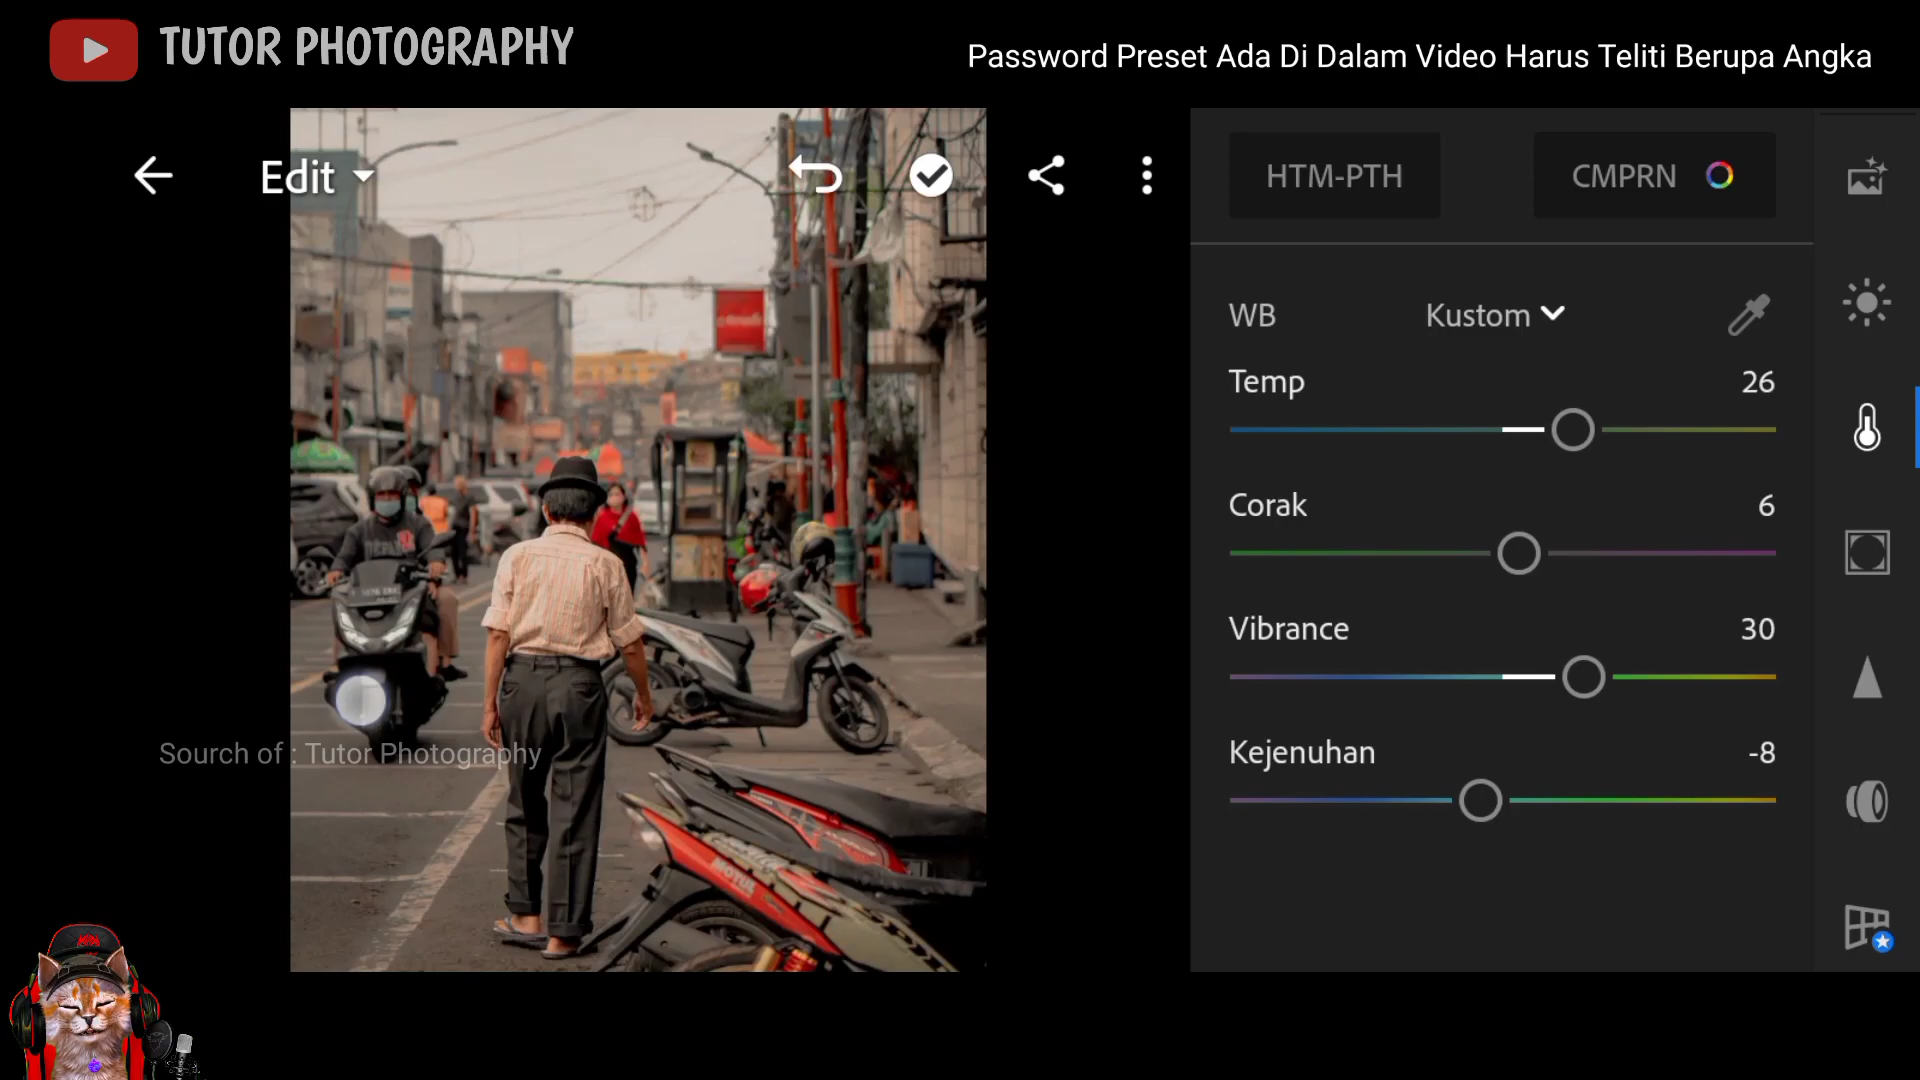 TUTOR PHOTOGRAPHY
Password Preset Ada Di Dalam Video Harus Teliti Berupa Angka
Edit
HTM-PTH
CMPRN
WB
Kustom
Temp
26
Corak
6
Vibrance
30
Kejenuhan
-8
Sourch of : Tutor Photography
MOTUL